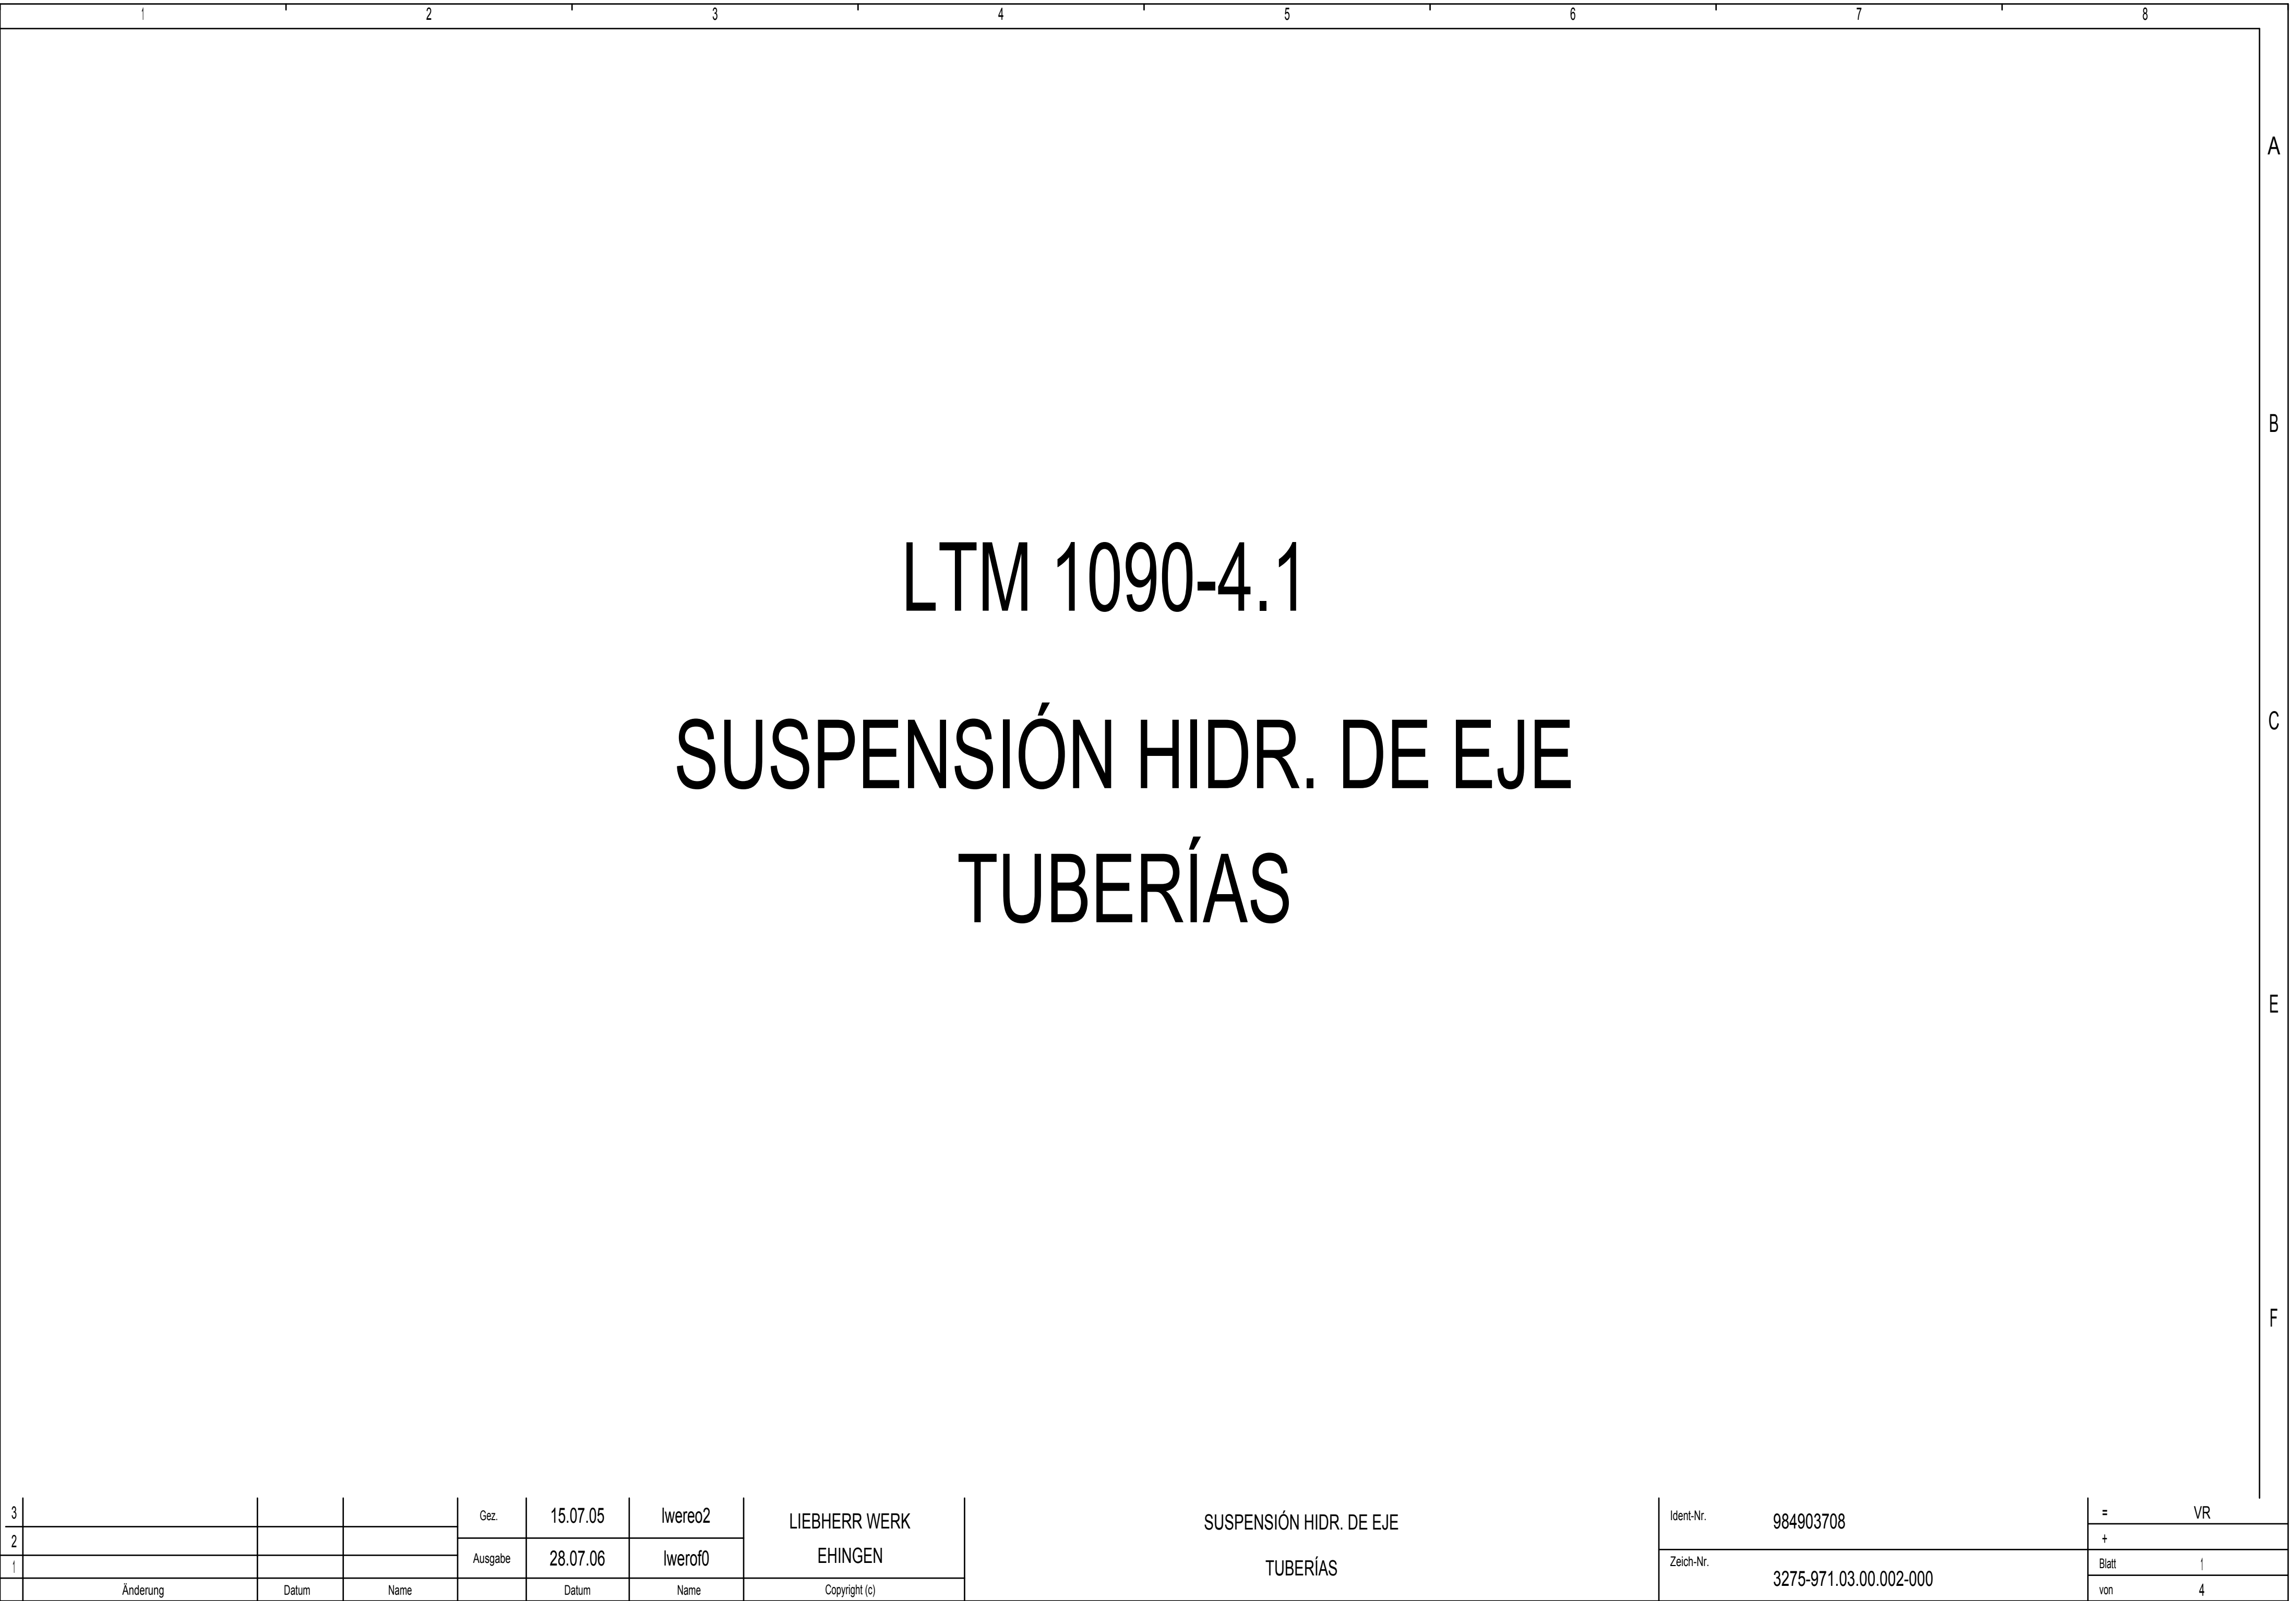 1 2 3 4 5 6 7 8
A
B
C
E
F
LTM 1090-4.1
SUSPENSIÓN HIDR. DE EJE
TUBERÍAS
3
2
1
Änderung Datum Name
Gez. 15.07.05 lwereo2
Ausgabe 28.07.06 lwerof0
Datum Name
LIEBHERR WERK
EHINGEN
Copyright (c)
SUSPENSIÓN HIDR. DE EJE
TUBERÍAS
Ident-Nr. 984903708
Zeich-Nr. 3275-971.03.00.002-000
= VR
+
Blatt 1
von 4